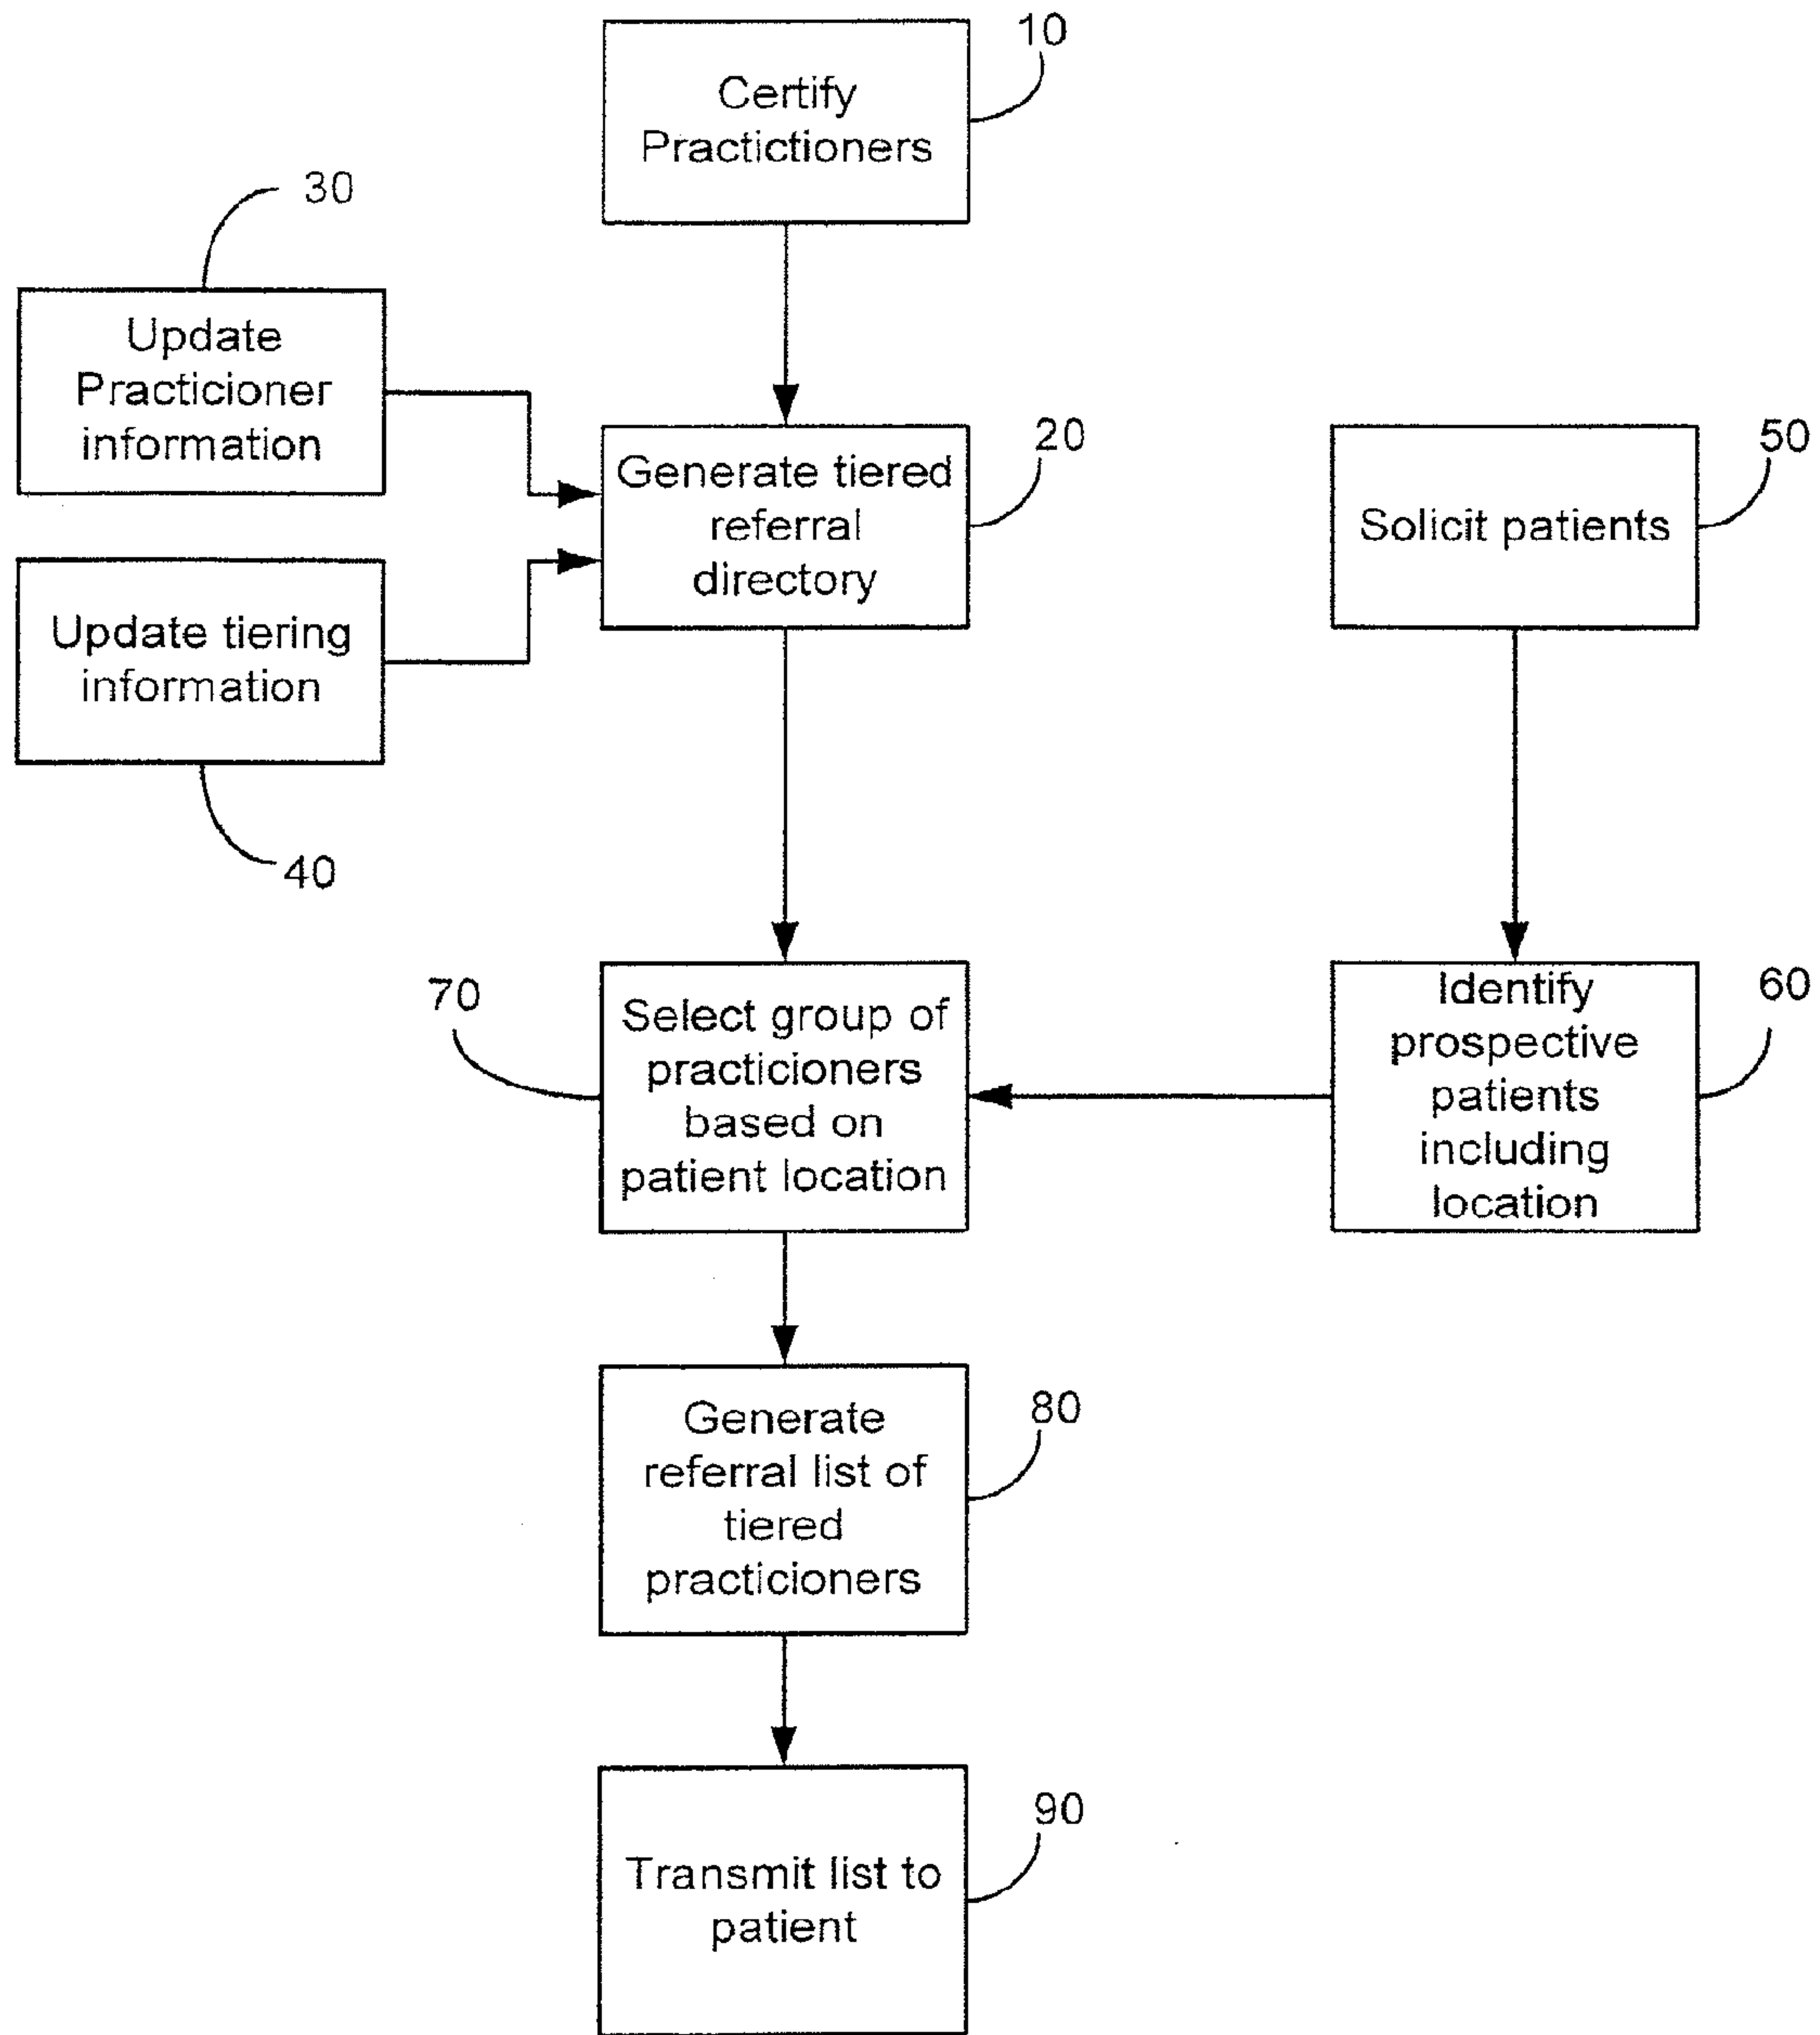 10
Certify
Practictioners
30
Update
Practicioner
information
20
Generate tiered
referral
directory
50
Solicit patients
Update tiering
information
40
70
Select group of
practicioners
based on
patient location
60
Identify
prospective
patients
including
location
80
Generate
referral list of
tiered
practicioners
90
Transmit list to
patient